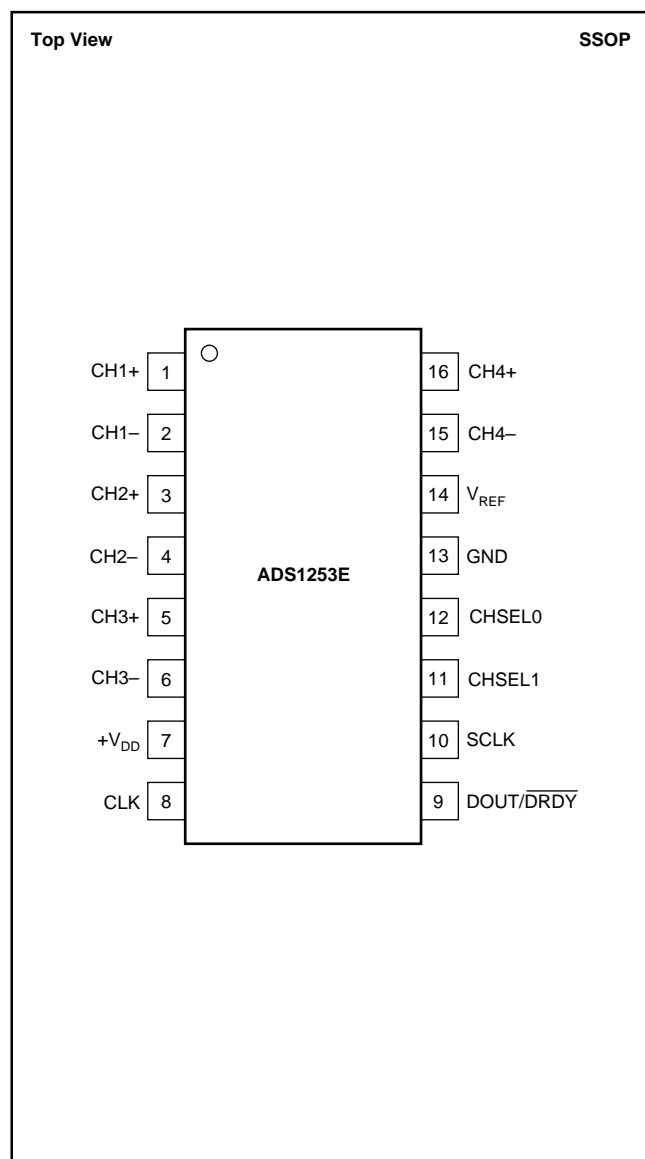 Top View SSOP
CH1+ 1 16 CH4+
CH1– 2 15 CH4–
CH2+ 3 14 VREF
CH2– 4 13 GND
ADS1253E
CH3+ 5 12 CHSEL0
CH3– 6 11 CHSEL1
+VDD 7 10 SCLK
CLK 8 9 DOUT/D̅R̅D̅Y̅